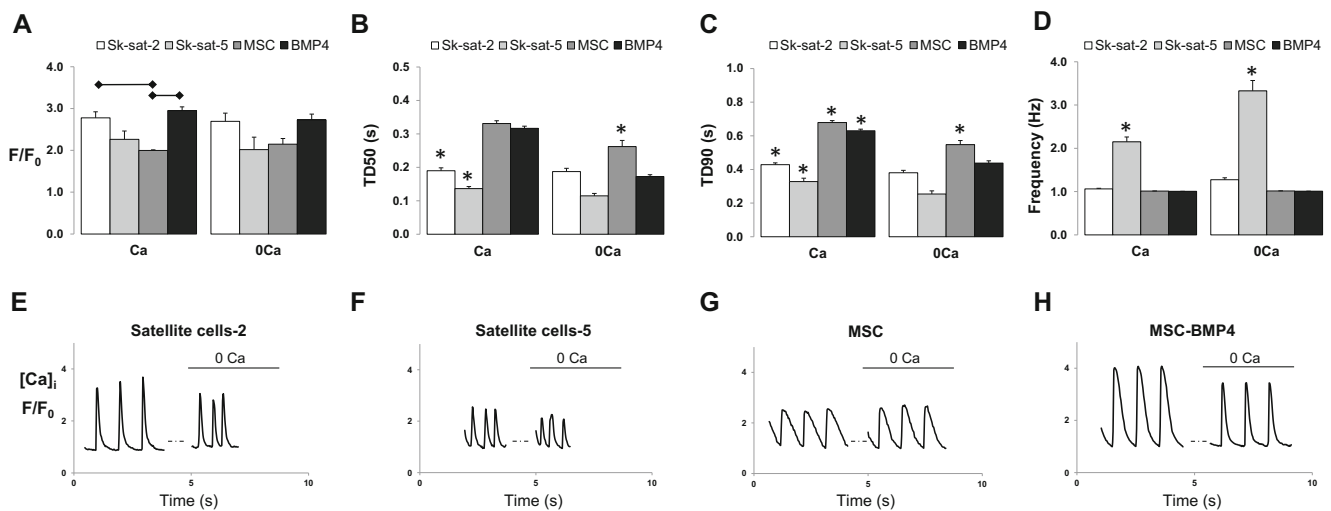 A
Sk-sat-2 Sk-sat-5 MSC BMP4
F/F0
4.0
3.0
2.0
1.0
0.0
Ca 0Ca
B
Sk-sat-2 Sk-sat-5 MSC BMP4
TD50 (s)
0.5
0.4
0.3
0.2
0.1
0.0
* * *
Ca 0Ca
C
Sk-sat-2 Sk-sat-5 MSC BMP4
TD90 (s)
1.0
0.8
0.6
0.4
0.2
0.0
* * * * *
Ca 0Ca
D
Sk-sat-2 Sk-sat-5 MSC BMP4
Frequency (Hz)
4.0
3.0
2.0
1.0
0.0
* *
Ca 0Ca
E
Satellite cells-2
0 Ca
[Ca]i
F/F0
4
2
0
0 5 10
Time (s)
F
Satellite cells-5
0 Ca
4
2
0
0 5 10
Time (s)
G
MSC
0 Ca
4
2
0
0 5 10
Time (s)
H
MSC-BMP4
0 Ca
4
2
0
0 5 10
Time (s)